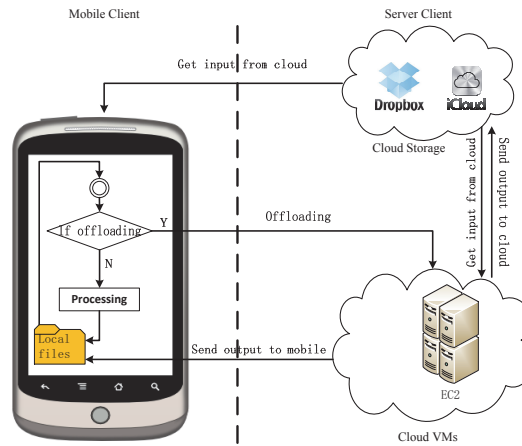 Mobile Client
Server Client
Get input from cloud
Dropbox
iCloud
Cloud Storage
Get input from cloud
Send output to cloud
If offloading
Y
Offloading
N
Processing
Local
files
Send output to mobile
EC2
Cloud VMs